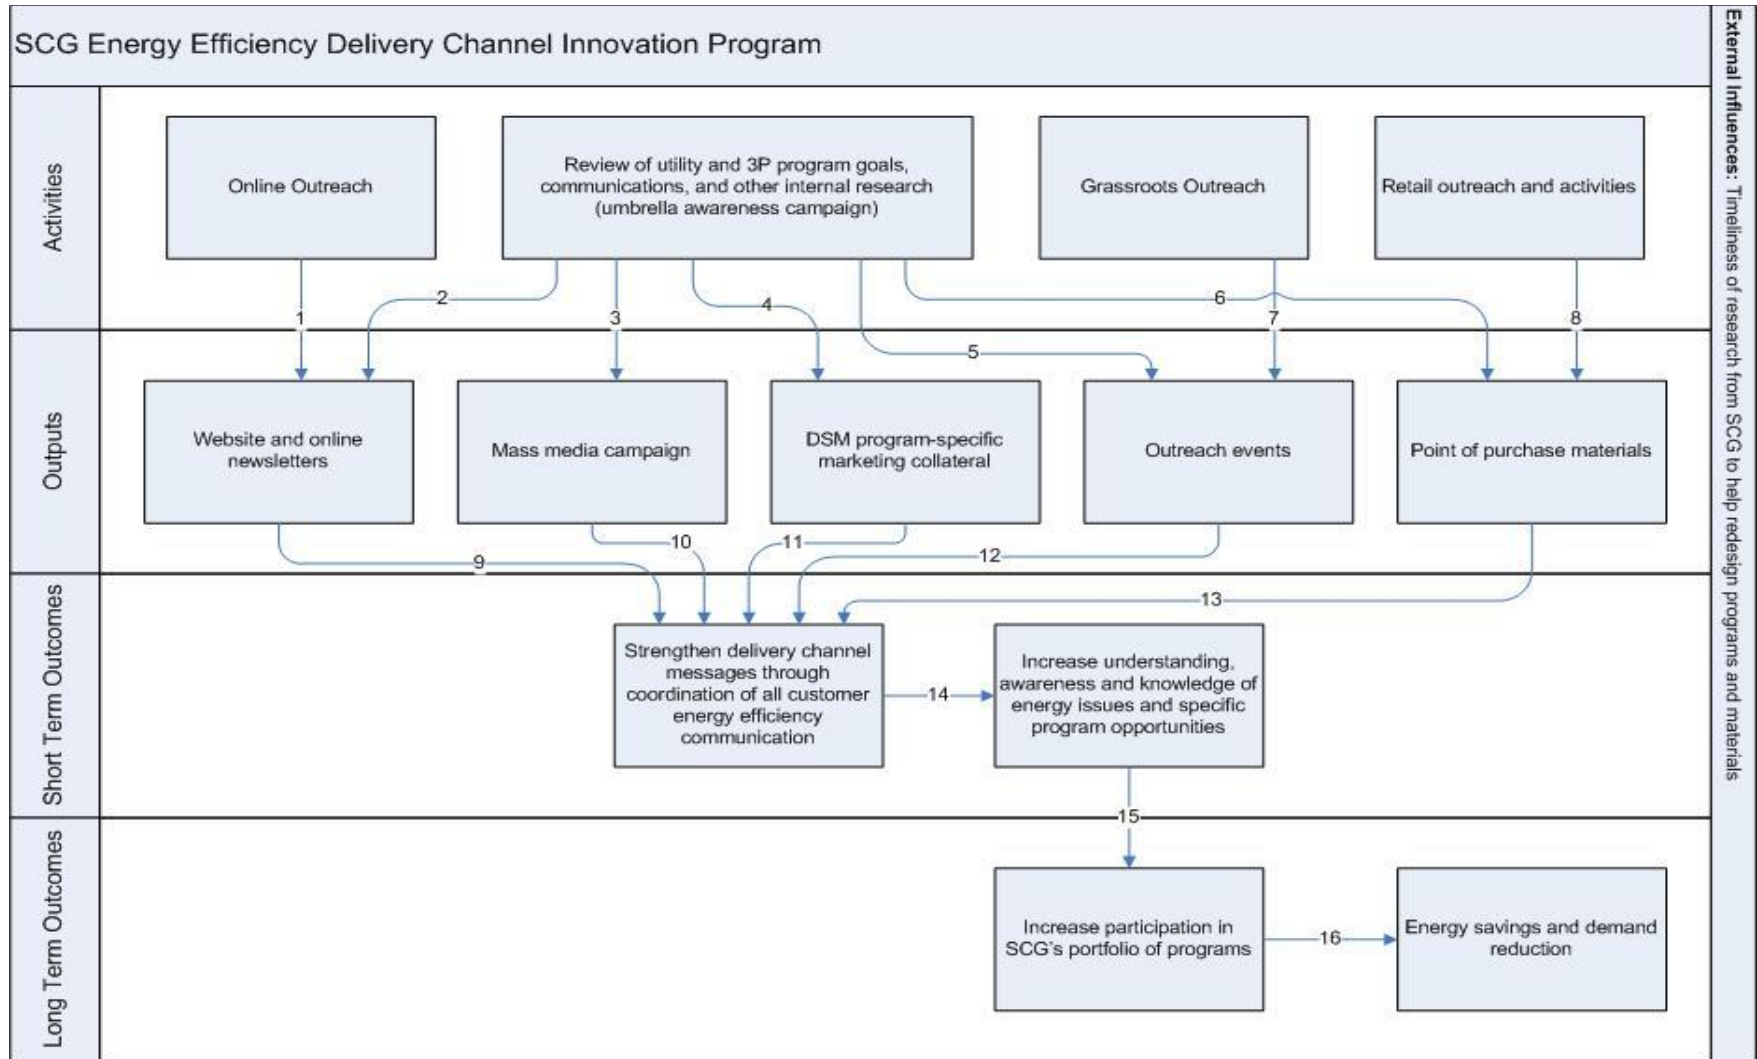 SCG Energy Efficiency Delivery Channel Innovation Program
External Influences: Timeliness of research from SCG to help redesign programs and materials
Activities
Online Outreach
Review of utility and 3P program goals,
communications, and other internal research
(umbrella awareness campaign)
Grassroots Outreach
Retail outreach and activities
1
2
3
4
5
6
7
8
Outputs
Website and online
newsletters
Mass media campaign
DSM program-specific
marketing collateral
Outreach events
Point of purchase materials
9
10
11
12
13
Short Term Outcomes
Strengthen delivery channel
messages through
coordination of all customer
energy efficiency
communication
14
Increase understanding,
awareness and knowledge of
energy issues and specific
program opportunities
15
Long Term Outcomes
Increase participation in
SCG's portfolio of programs
16
Energy savings and demand
reduction